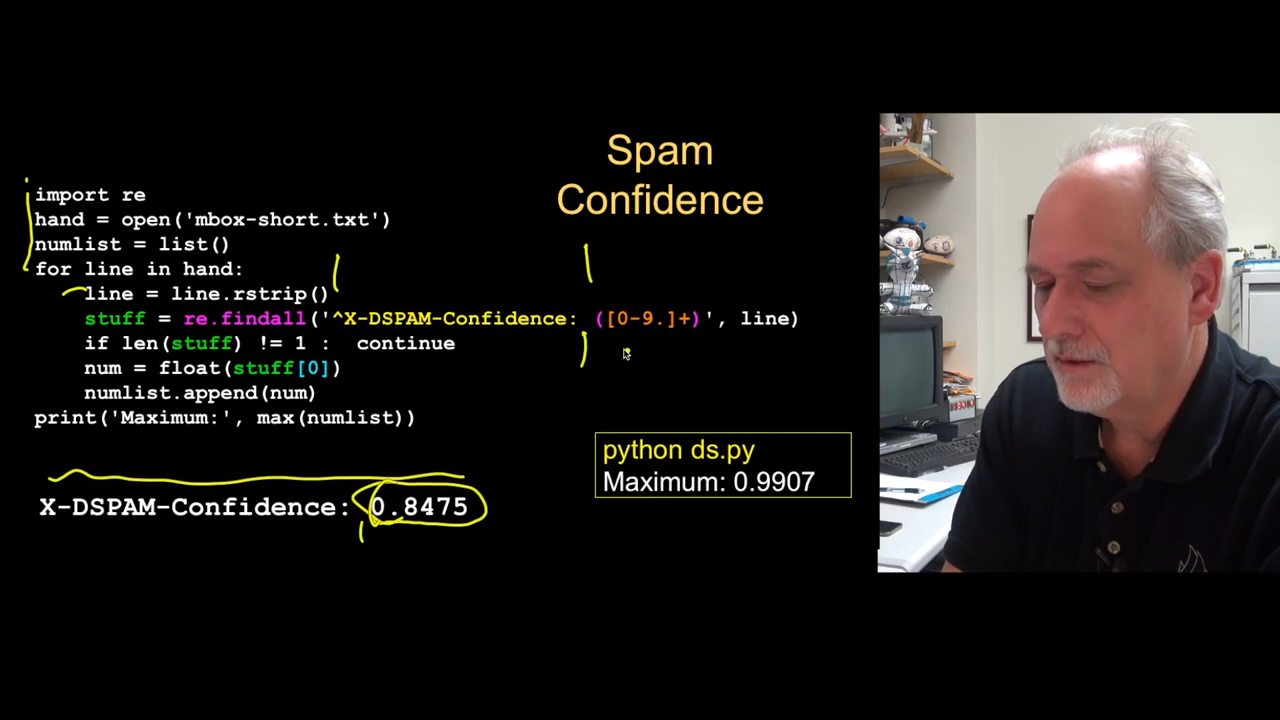 Spam
Confidence
import re
hand = open('mbox-short.txt')
numlist = list()
for line in hand:
    line = line.rstrip()
    stuff = re.findall('^X-DSPAM-Confidence: ([0-9.]+)', line)
    if len(stuff) != 1 :  continue
    num = float(stuff[0])
    numlist.append(num)
print('Maximum:', max(numlist))
python ds.py
Maximum: 0.9907
X-DSPAM-Confidence: 0.8475